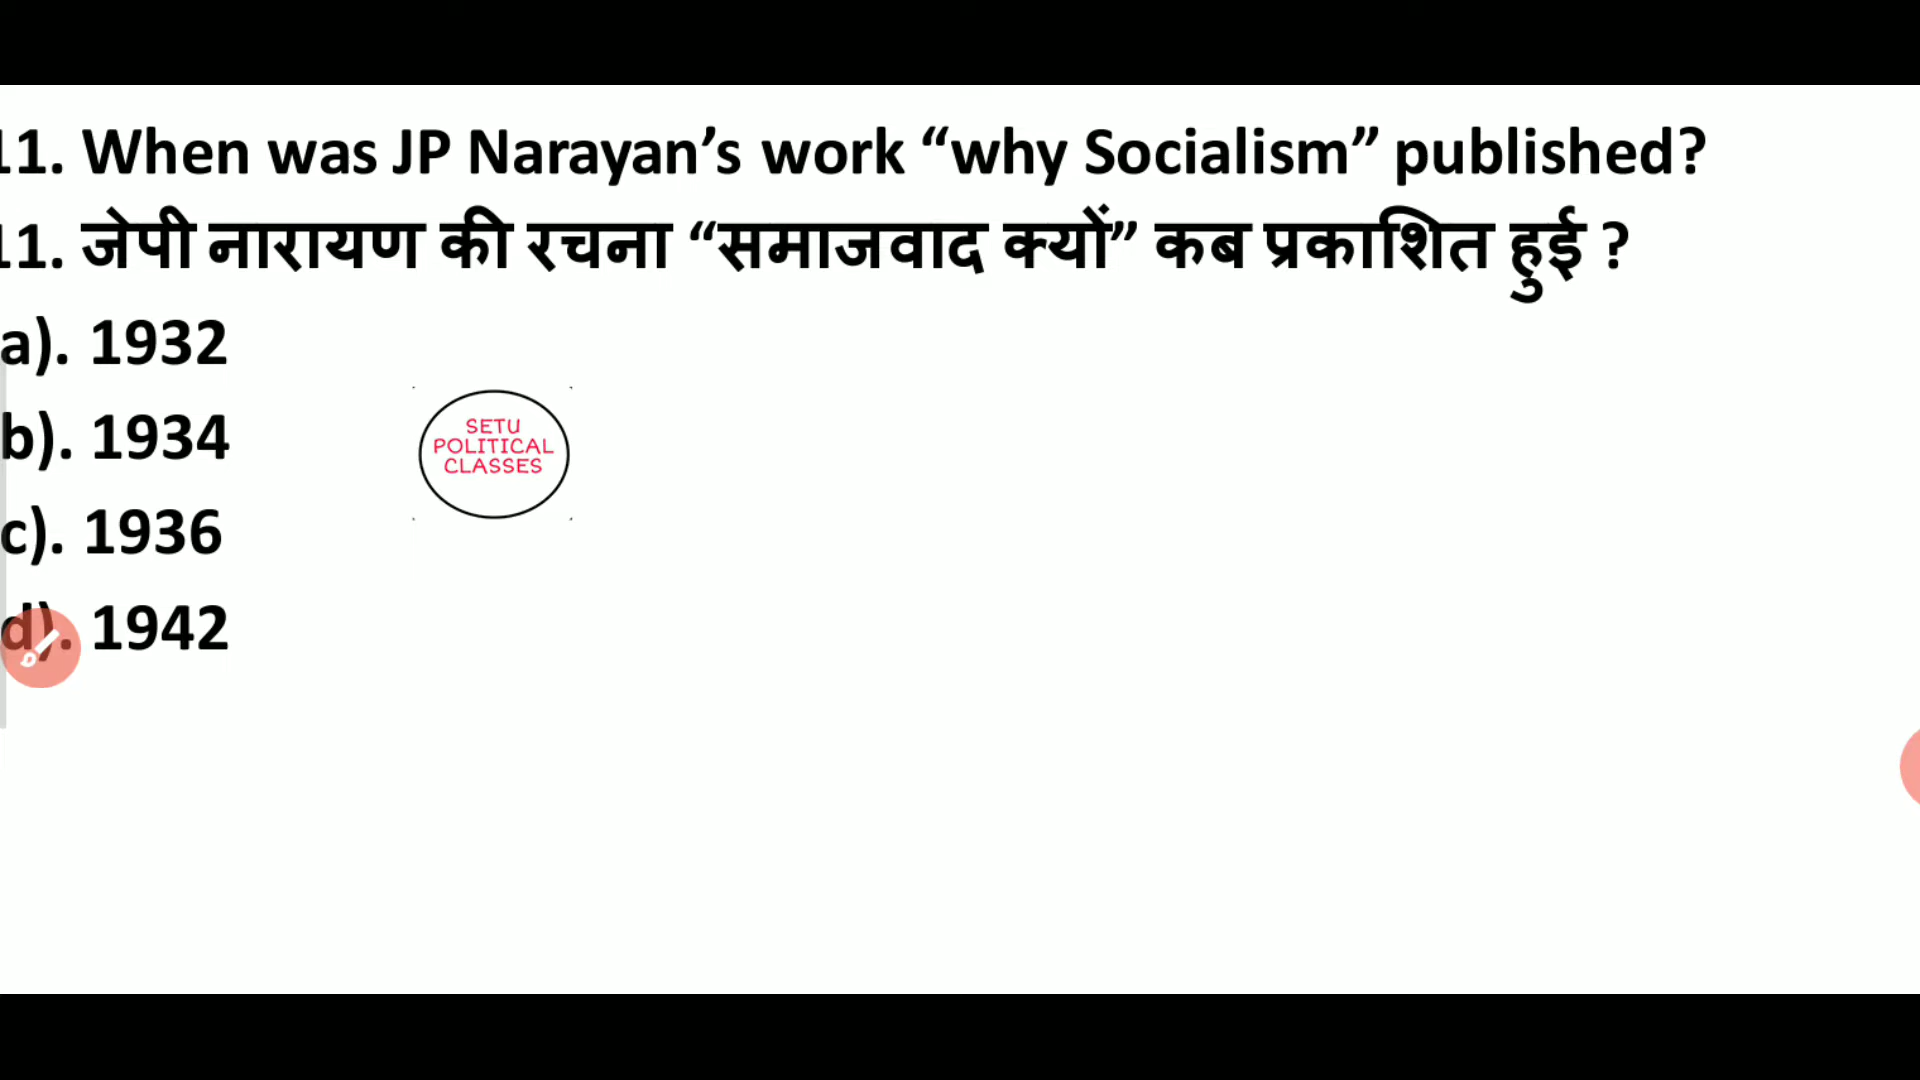 11. When was JP Narayan’s work “why Socialism” published?
11. जेपी नारायण की रचना “समाजवाद क्यों” कब प्रकाशित हुई ?
a). 1932
b). 1934
c). 1936
d). 1942
SETU
POLITICAL
CLASSES